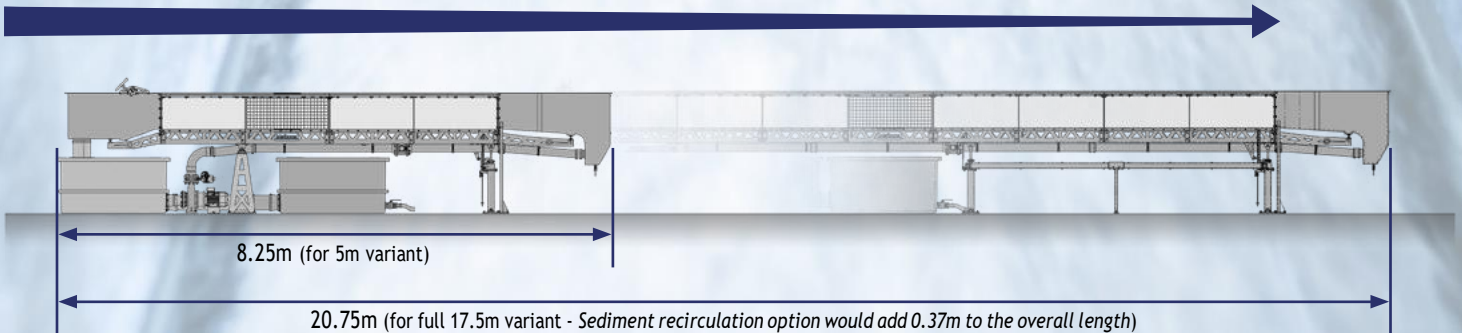 8.25m (for 5m variant)
20.75m (for full 17.5m variant - Sediment recirculation option would add 0.37m to the overall length)